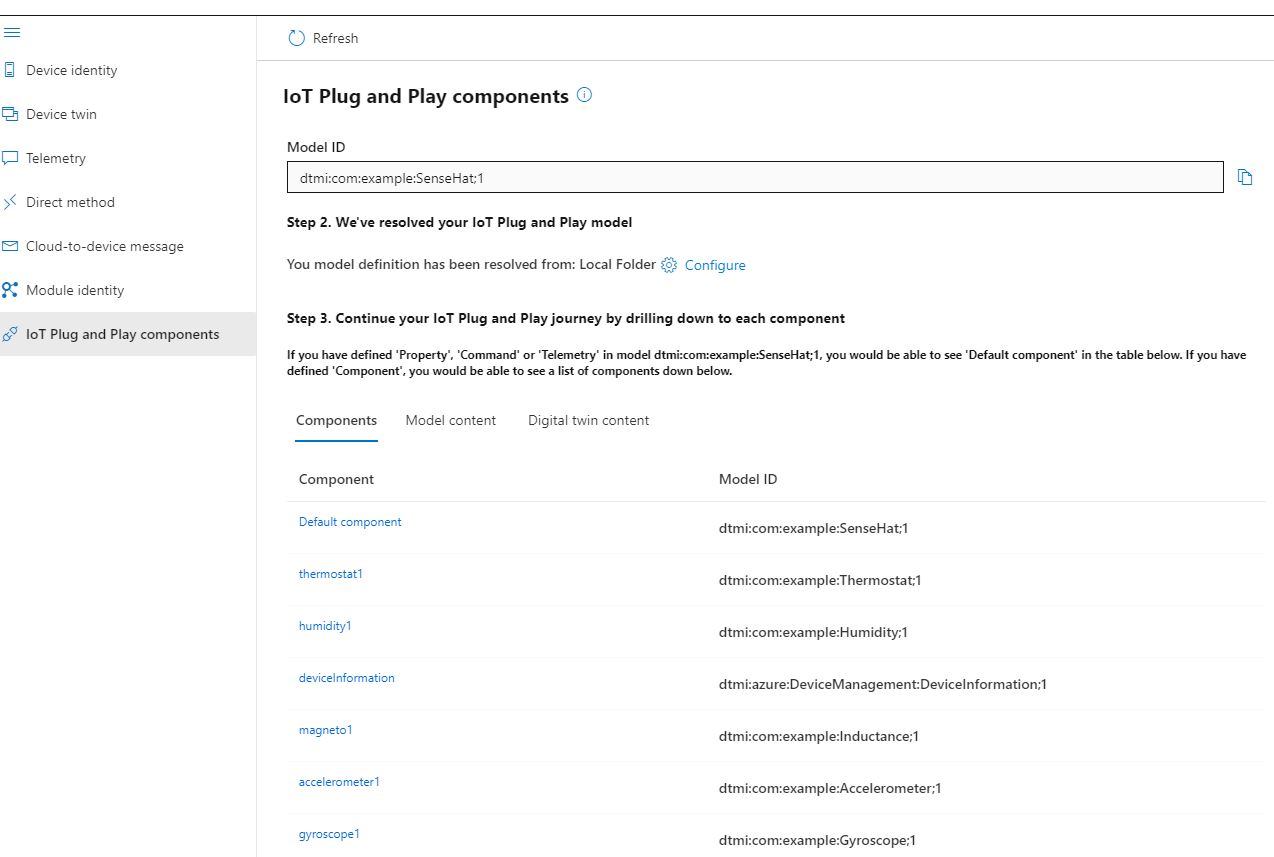 Device identity
Device twin
Telemetry
Direct method
Cloud-to-device message
Module identity
IoT Plug and Play components
Refresh
IoT Plug and Play components
Model ID
dtmi:com:example:SenseHat;1
Step 2. We've resolved your IoT Plug and Play model
You model definition has been resolved from: Local Folder Configure
Step 3. Continue your IoT Plug and Play journey by drilling down to each component
If you have defined 'Property', 'Command' or 'Telemetry' in model dtmi:com:example:SenseHat;1, you would be able to see 'Default component' in the table below. If you have
defined 'Component', you would be able to see a list of components down below.
Components Model content Digital twin content
Component Model ID
Default component dtmi:com:example:SenseHat;1
thermostat1 dtmi:com:example:Thermostat;1
humidity1 dtmi:com:example:Humidity;1
deviceInformation dtmi:azure:DeviceManagement:DeviceInformation;1
magneto1 dtmi:com:example:Inductance;1
accelerometer1 dtmi:com:example:Accelerometer;1
gyroscope1 dtmi:com:example:Gyroscope;1